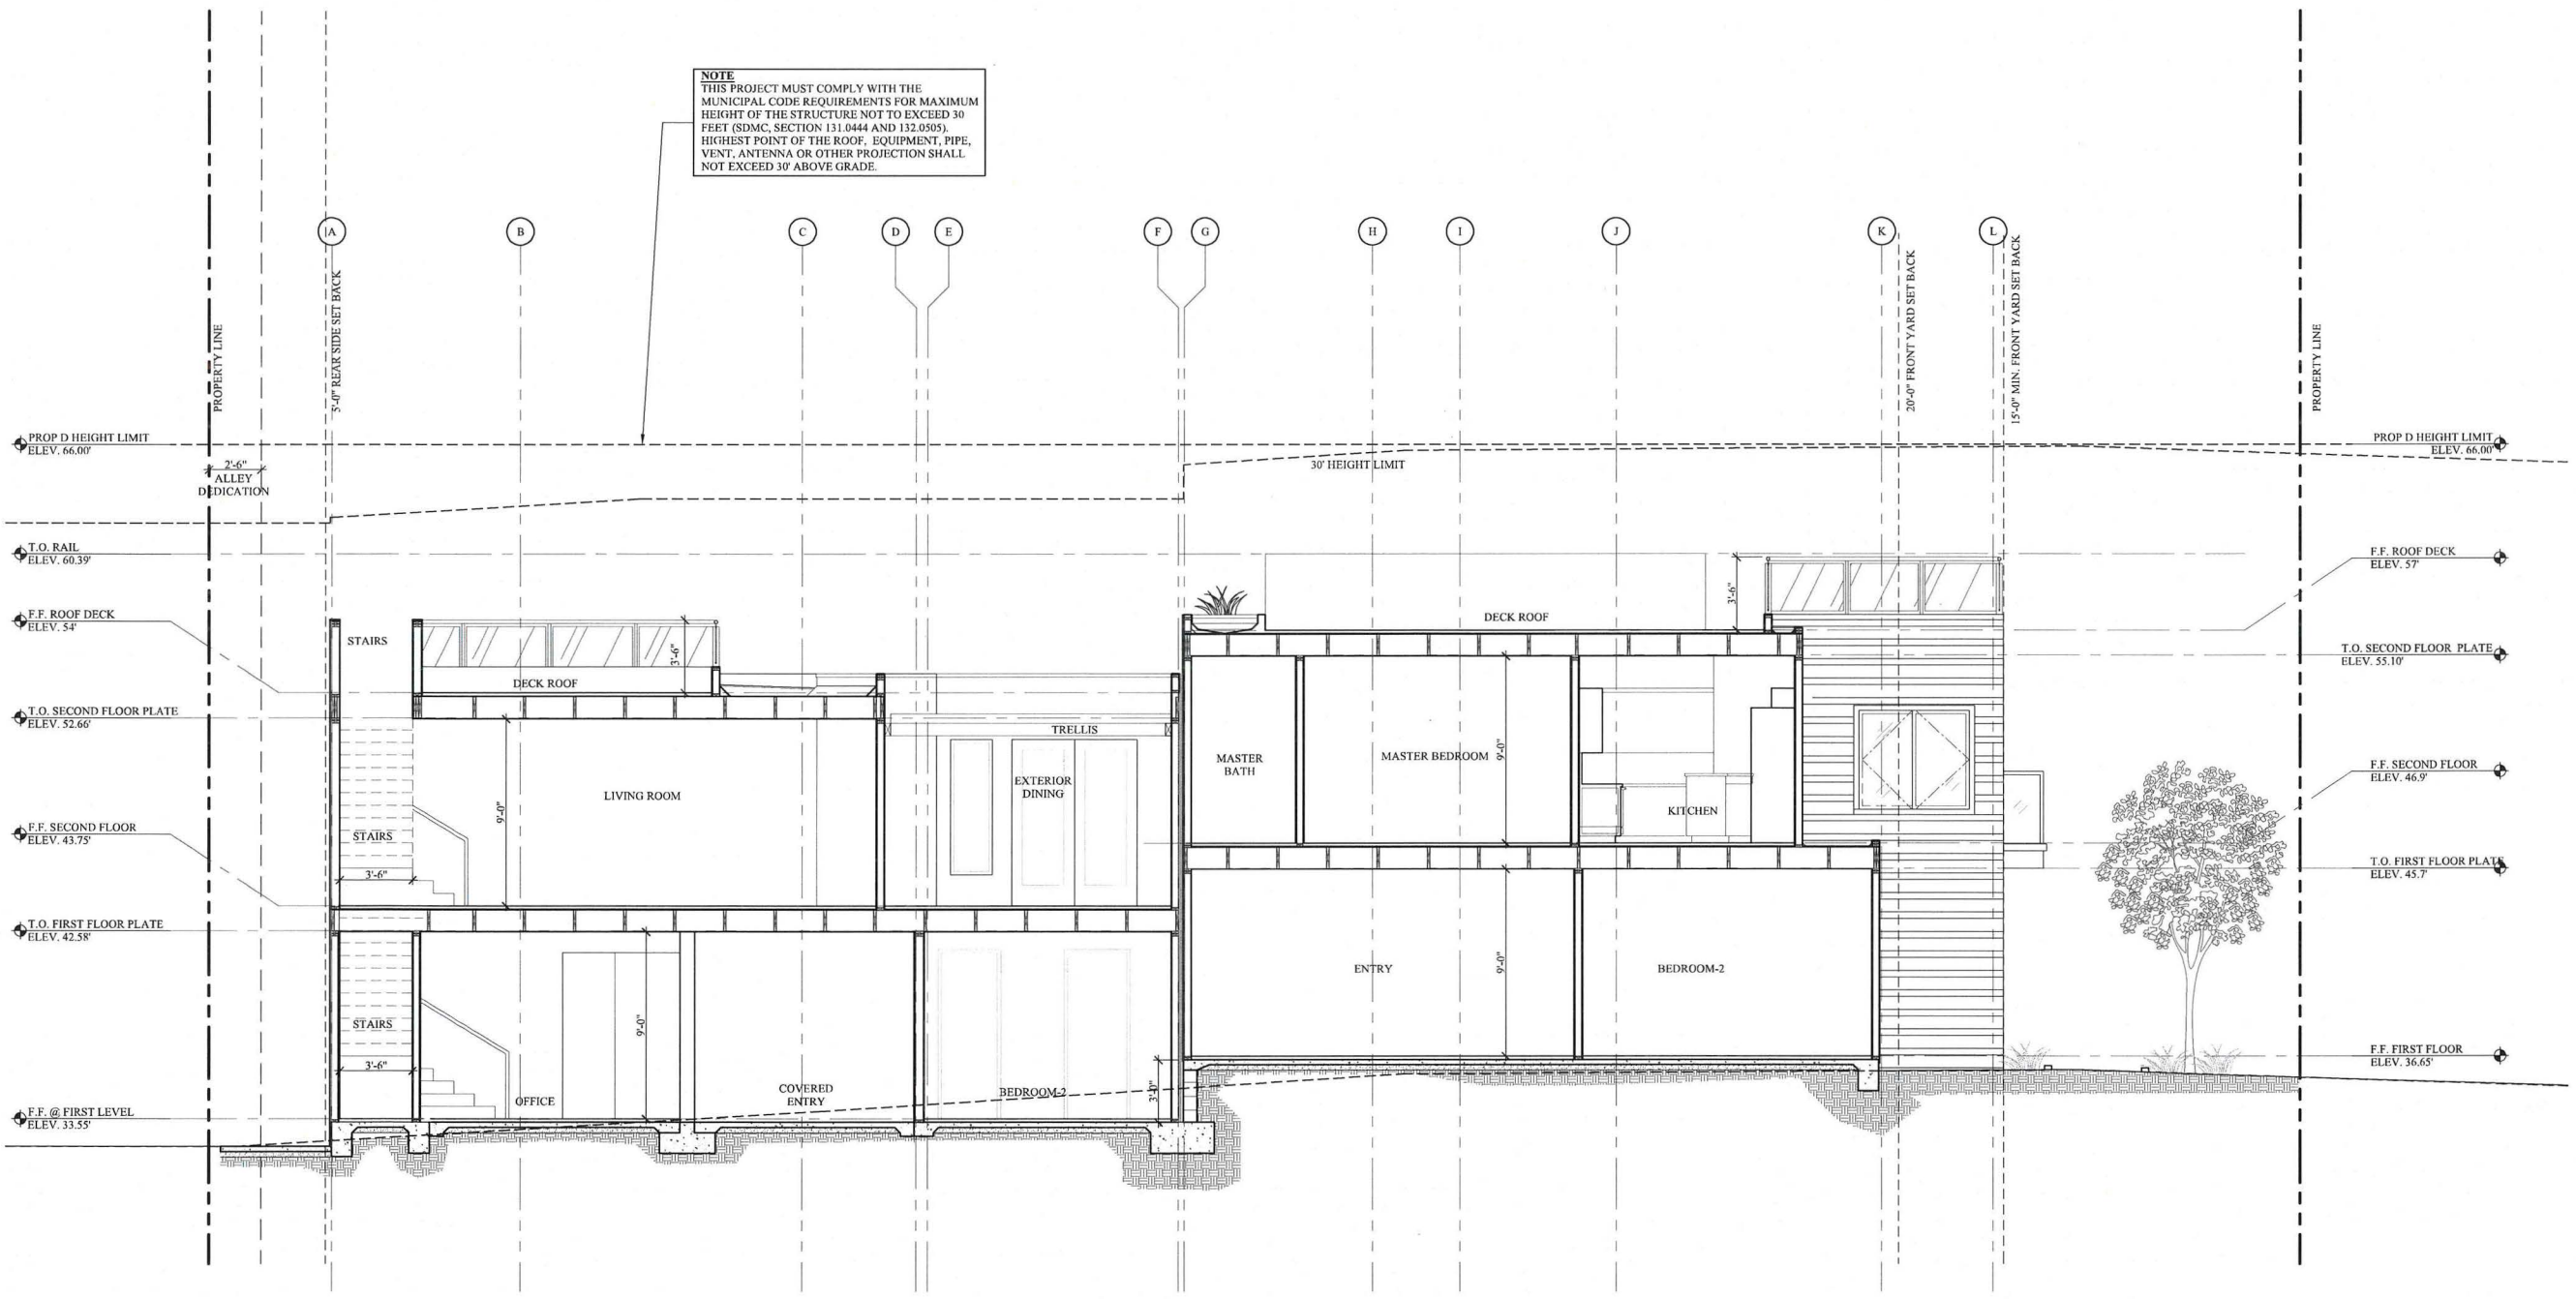 NOTE
THIS PROJECT MUST COMPLY WITH THE
MUNICIPAL CODE REQUIREMENTS FOR MAXIMUM
HEIGHT OF THE STRUCTURE NOT TO EXCEED 30
FEET (SDMC, SECTION 131.0444 AND 132.0505).
HIGHEST POINT OF THE ROOF, EQUIPMENT, PIPE,
VENT, ANTENNA OR OTHER PROJECTION SHALL
NOT EXCEED 30' ABOVE GRADE.
A
B
C
D
E
F
G
H
I
J
K
L
PROPERTY LINE
5'-0" REAR SIDE SET BACK
20'-0" FRONT YARD SET BACK
15'-0" MIN. FRONT YARD SET BACK
PROPERTY LINE
PROP D HEIGHT LIMIT
ELEV. 66.00'
2'-6"
ALLEY
DEDICATION
T.O. RAIL
ELEV. 60.39'
F.F. ROOF DECK
ELEV. 54'
T.O. SECOND FLOOR PLATE
ELEV. 52.66'
F.F. SECOND FLOOR
ELEV. 43.75'
T.O. FIRST FLOOR PLATE
ELEV. 42.58'
F.F. @ FIRST LEVEL
ELEV. 33.55'
30' HEIGHT LIMIT
STAIRS
DECK ROOF
3'-6"
LIVING ROOM
9'-0"
STAIRS
3'-6"
TRELLIS
EXTERIOR
DINING
STAIRS
3'-6"
OFFICE
9'-0"
COVERED
ENTRY
BEDROOM-2
3'-0"
DECK ROOF
3'-6"
MASTER
BATH
MASTER BEDROOM
9'-0"
KITCHEN
ENTRY
9'-0"
BEDROOM-2
PROP D HEIGHT LIMIT
ELEV. 66.00'
F.F. ROOF DECK
ELEV. 57'
T.O. SECOND FLOOR PLATE
ELEV. 55.10'
F.F. SECOND FLOOR
ELEV. 46.9'
T.O. FIRST FLOOR PLATE
ELEV. 45.7'
F.F. FIRST FLOOR
ELEV. 36.65'